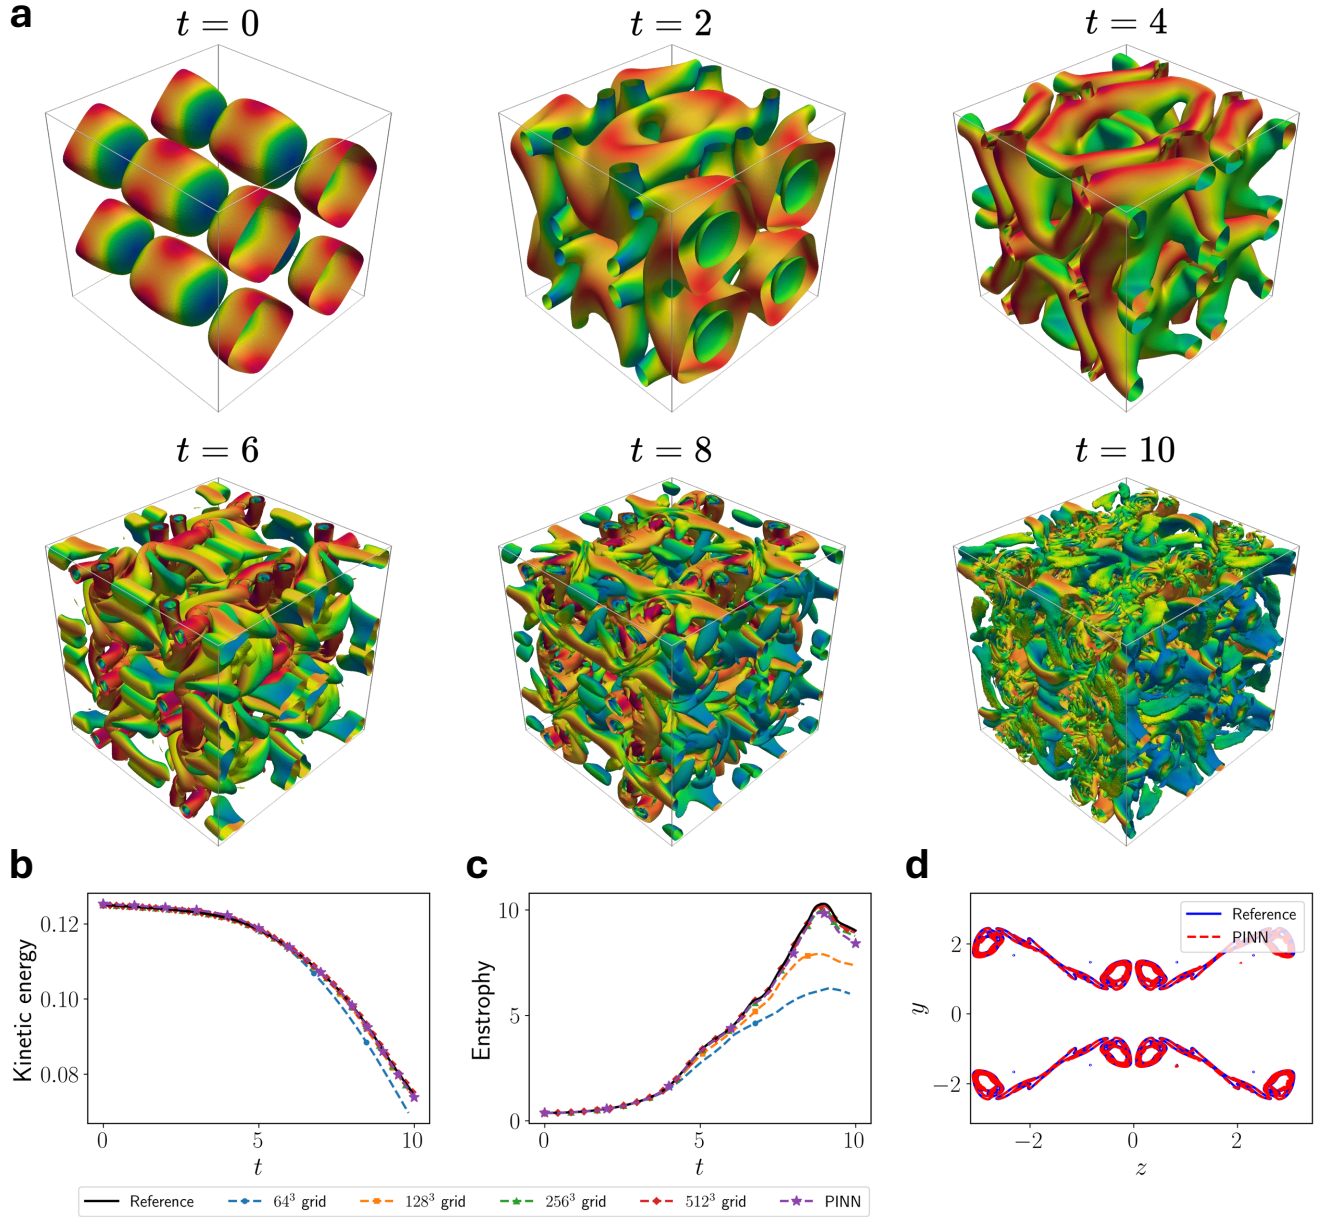 a
t = 0
t = 2
t = 4
t = 6
t = 8
t = 10
b
Kinetic energy
0.12
0.10
0.08
0
5
10
t
c
Enstrophy
10
5
0
0
5
10
t
d
y
2
0
−2
−2
0
2
z
Reference
PINN
Reference
64³ grid
128³ grid
256³ grid
512³ grid
PINN